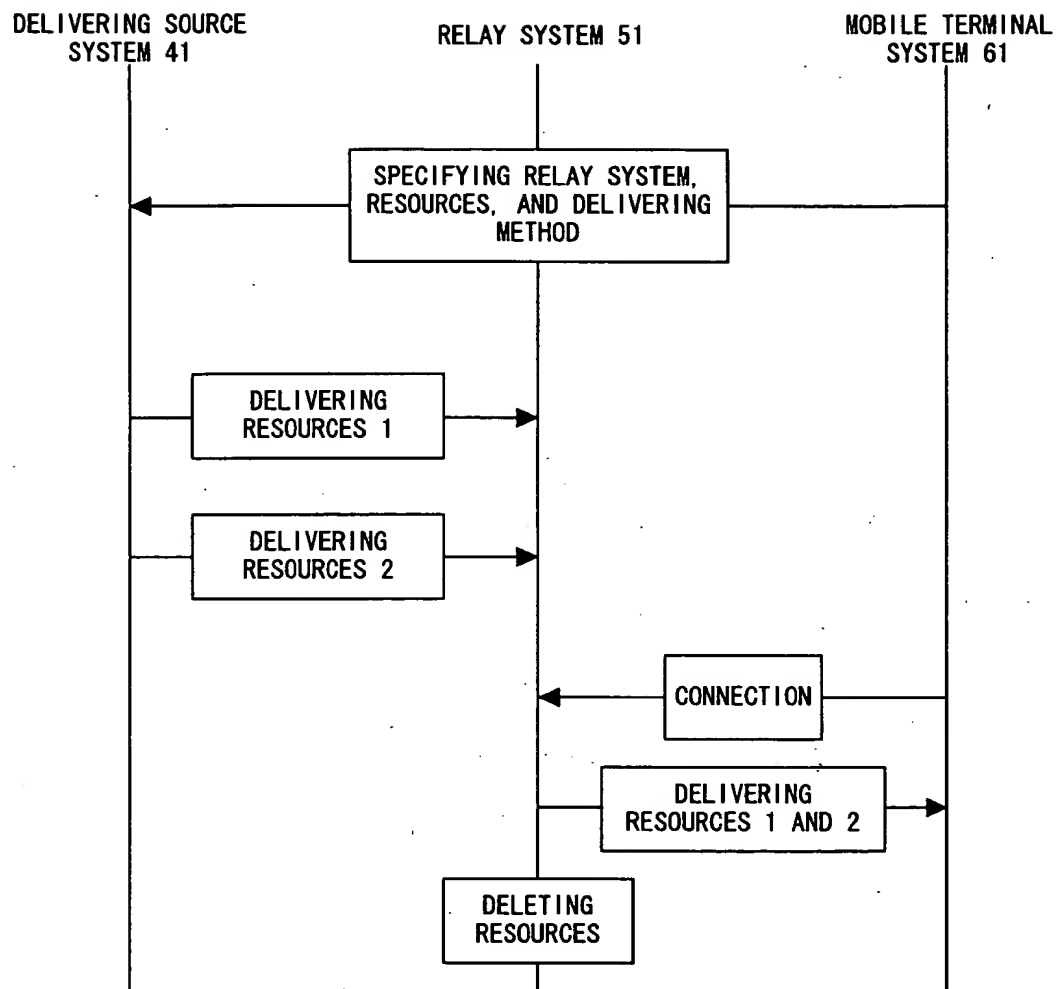 DELIVERING SOURCE
SYSTEM 41
RELAY SYSTEM 51
MOBILE TERMINAL
SYSTEM 61
SPECIFYING RELAY SYSTEM,
RESOURCES, AND DELIVERING
METHOD
DELIVERING
RESOURCES 1
DELIVERING
RESOURCES 2
CONNECTION
DELIVERING
RESOURCES 1 AND 2
DELETING
RESOURCES